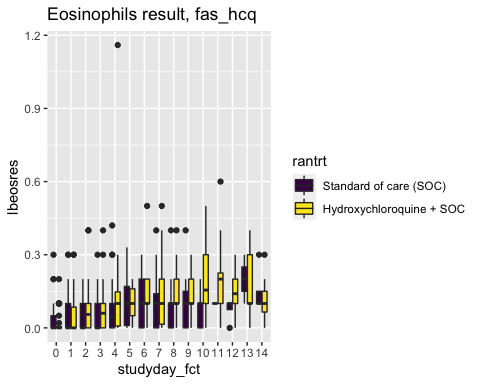 Eosinophils result, fas_hcq
lbeosres
1.2
0.9
0.6
0.3
0.0
0 1 2 3 4 5 6 7 8 9 10 11 12 13 14
studyday_fct
rantrt
Standard of care (SOC)
Hydroxychloroquine + SOC